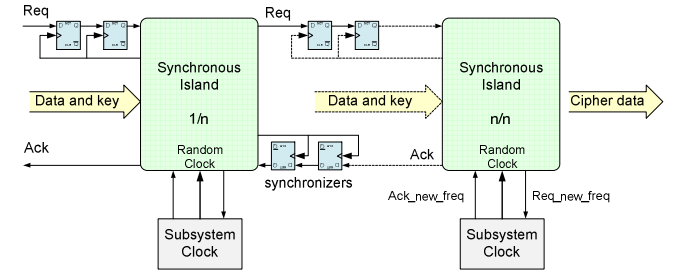 Req
Synchronous
Island
1/n
Random
Clock
Data and key
Ack
Subsystem
Clock
Req
Data and key
Ack
synchronizers
Synchronous
Island
n/n
Random
Clock
Cipher data
Ack_new_freq
Req_new_freq
Subsystem
Clock